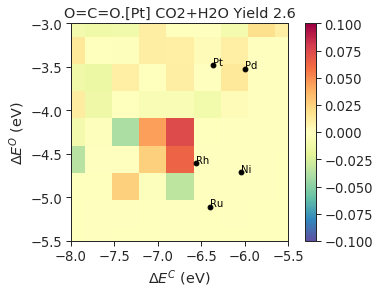 O=C=O.[Pt] CO2+H2O Yield 2.6
−3.0
−3.5
−4.0
−4.5
−5.0
−5.5
ΔE^O (eV)
Pt
Pd
Rh
Ni
Ru
−8.0 −7.5 −7.0 −6.5 −6.0 −5.5
ΔE^C (eV)
0.100
0.075
0.050
0.025
0.000
−0.025
−0.050
−0.075
−0.100